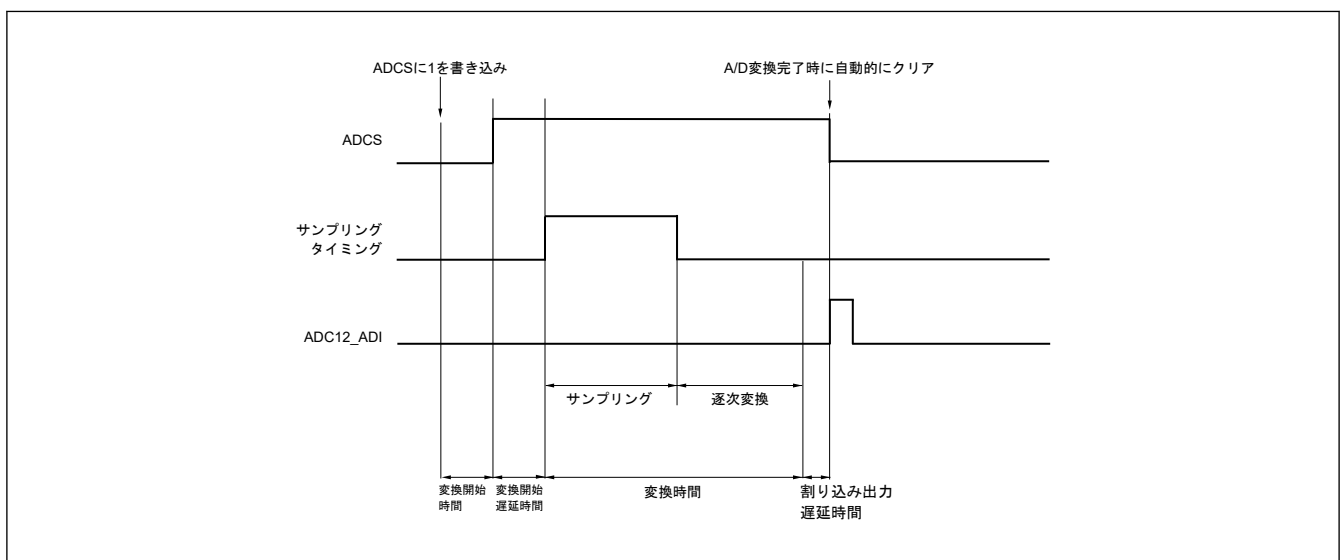 ADCSに1を書き込み
A/D変換完了時に自動的にクリア
ADCS
サンプリング
タイミング
ADC12_ADI
サンプリング
逐次変換
変換開始
時間
変換開始
遅延時間
変換時間
割り込み出力
遅延時間